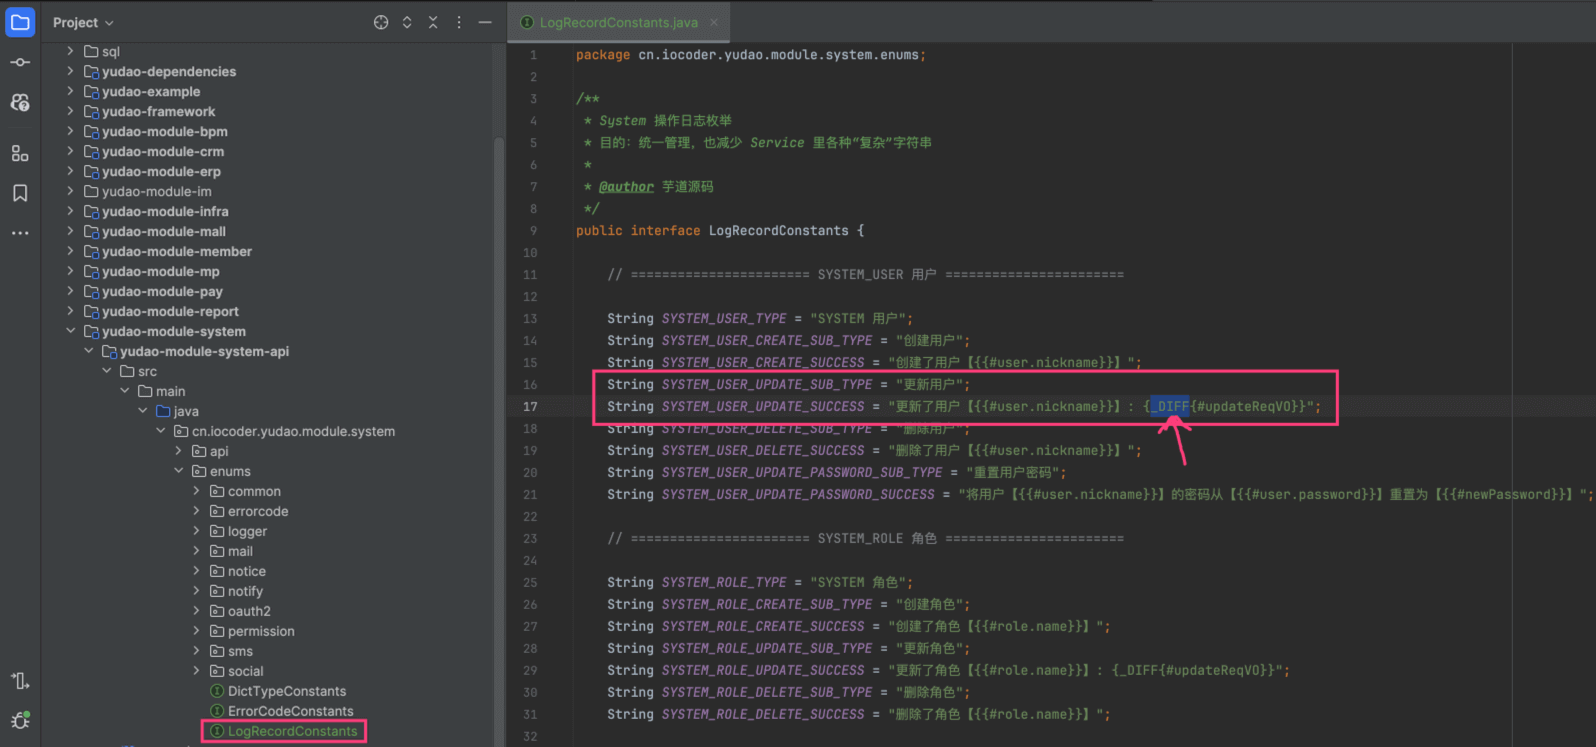 Project
LogRecordConstants.java
sql
yudao-dependencies
yudao-example
yudao-framework
yudao-module-bpm
yudao-module-crm
yudao-module-erp
yudao-module-im
yudao-module-infra
yudao-module-mall
yudao-module-member
yudao-module-mp
yudao-module-pay
yudao-module-report
yudao-module-system
yudao-module-system-api
src
main
java
cn.iocoder.yudao.module.system
api
enums
common
errorcode
logger
mail
notice
notify
oauth2
permission
sms
social
DictTypeConstants
ErrorCodeConstants
LogRecordConstants
1 package cn.iocoder.yudao.module.system.enums;
2
3 /**
4 * System 操作日志枚举
5 * 目的：统一管理，也减少 Service 里各种“复杂”字符串
6 *
7 * @author 芋道源码
8 */
9 public interface LogRecordConstants {
10
11 // ======================= SYSTEM_USER 用户 =======================
12
13 String SYSTEM_USER_TYPE = "SYSTEM 用户";
14 String SYSTEM_USER_CREATE_SUB_TYPE = "创建用户";
15 String SYSTEM_USER_CREATE_SUCCESS = "创建了用户【{{#user.nickname}}】";
16 String SYSTEM_USER_UPDATE_SUB_TYPE = "更新用户";
17 String SYSTEM_USER_UPDATE_SUCCESS = "更新了用户【{{#user.nickname}}】: {_DIFF{#updateReqVO}}";
18 String SYSTEM_USER_DELETE_SUB_TYPE = "删除用户";
19 String SYSTEM_USER_DELETE_SUCCESS = "删除了用户【{{#user.nickname}}】";
20 String SYSTEM_USER_UPDATE_PASSWORD_SUB_TYPE = "重置用户密码";
21 String SYSTEM_USER_UPDATE_PASSWORD_SUCCESS = "将用户【{{#user.nickname}}】的密码从【{{#user.password}}】重置为【{{#newPassword}}】";
22
23 // ======================= SYSTEM_ROLE 角色 =======================
24
25 String SYSTEM_ROLE_TYPE = "SYSTEM 角色";
26 String SYSTEM_ROLE_CREATE_SUB_TYPE = "创建角色";
27 String SYSTEM_ROLE_CREATE_SUCCESS = "创建了角色【{{#role.name}}】";
28 String SYSTEM_ROLE_UPDATE_SUB_TYPE = "更新角色";
29 String SYSTEM_ROLE_UPDATE_SUCCESS = "更新了角色【{{#role.name}}】: {_DIFF{#updateReqVO}}";
30 String SYSTEM_ROLE_DELETE_SUB_TYPE = "删除角色";
31 String SYSTEM_ROLE_DELETE_SUCCESS = "删除了角色【{{#role.name}}】";
32